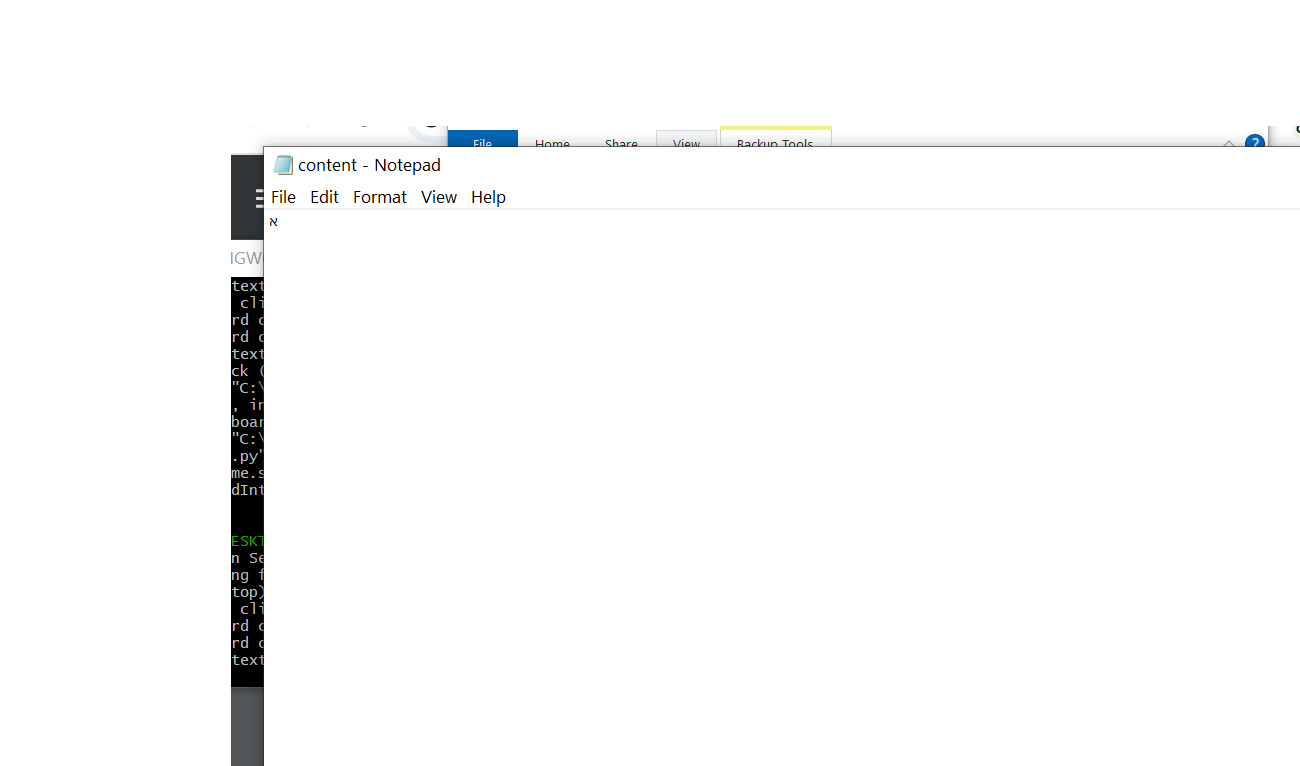 File Home Share View Backup Tools
?
content - Notepad
File Edit Format View Help
א
IGW
text
cli
rd
rd
text
ck (
"C:\
, in
boar
"C:\
.py"
me.s
dInt
ESKT
n Se
ng f
top)
cli
rd
rd
text